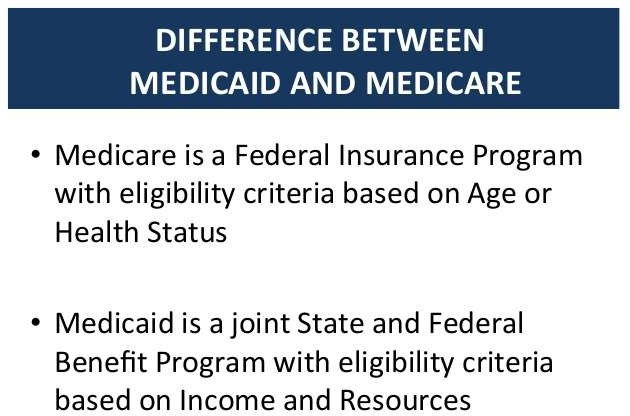 DIFFERENCE BETWEEN
MEDICAID AND MEDICARE
• Medicare is a Federal Insurance Program
with eligibility criteria based on Age or
Health Status
• Medicaid is a joint State and Federal
Benefit Program with eligibility criteria
based on Income and Resources